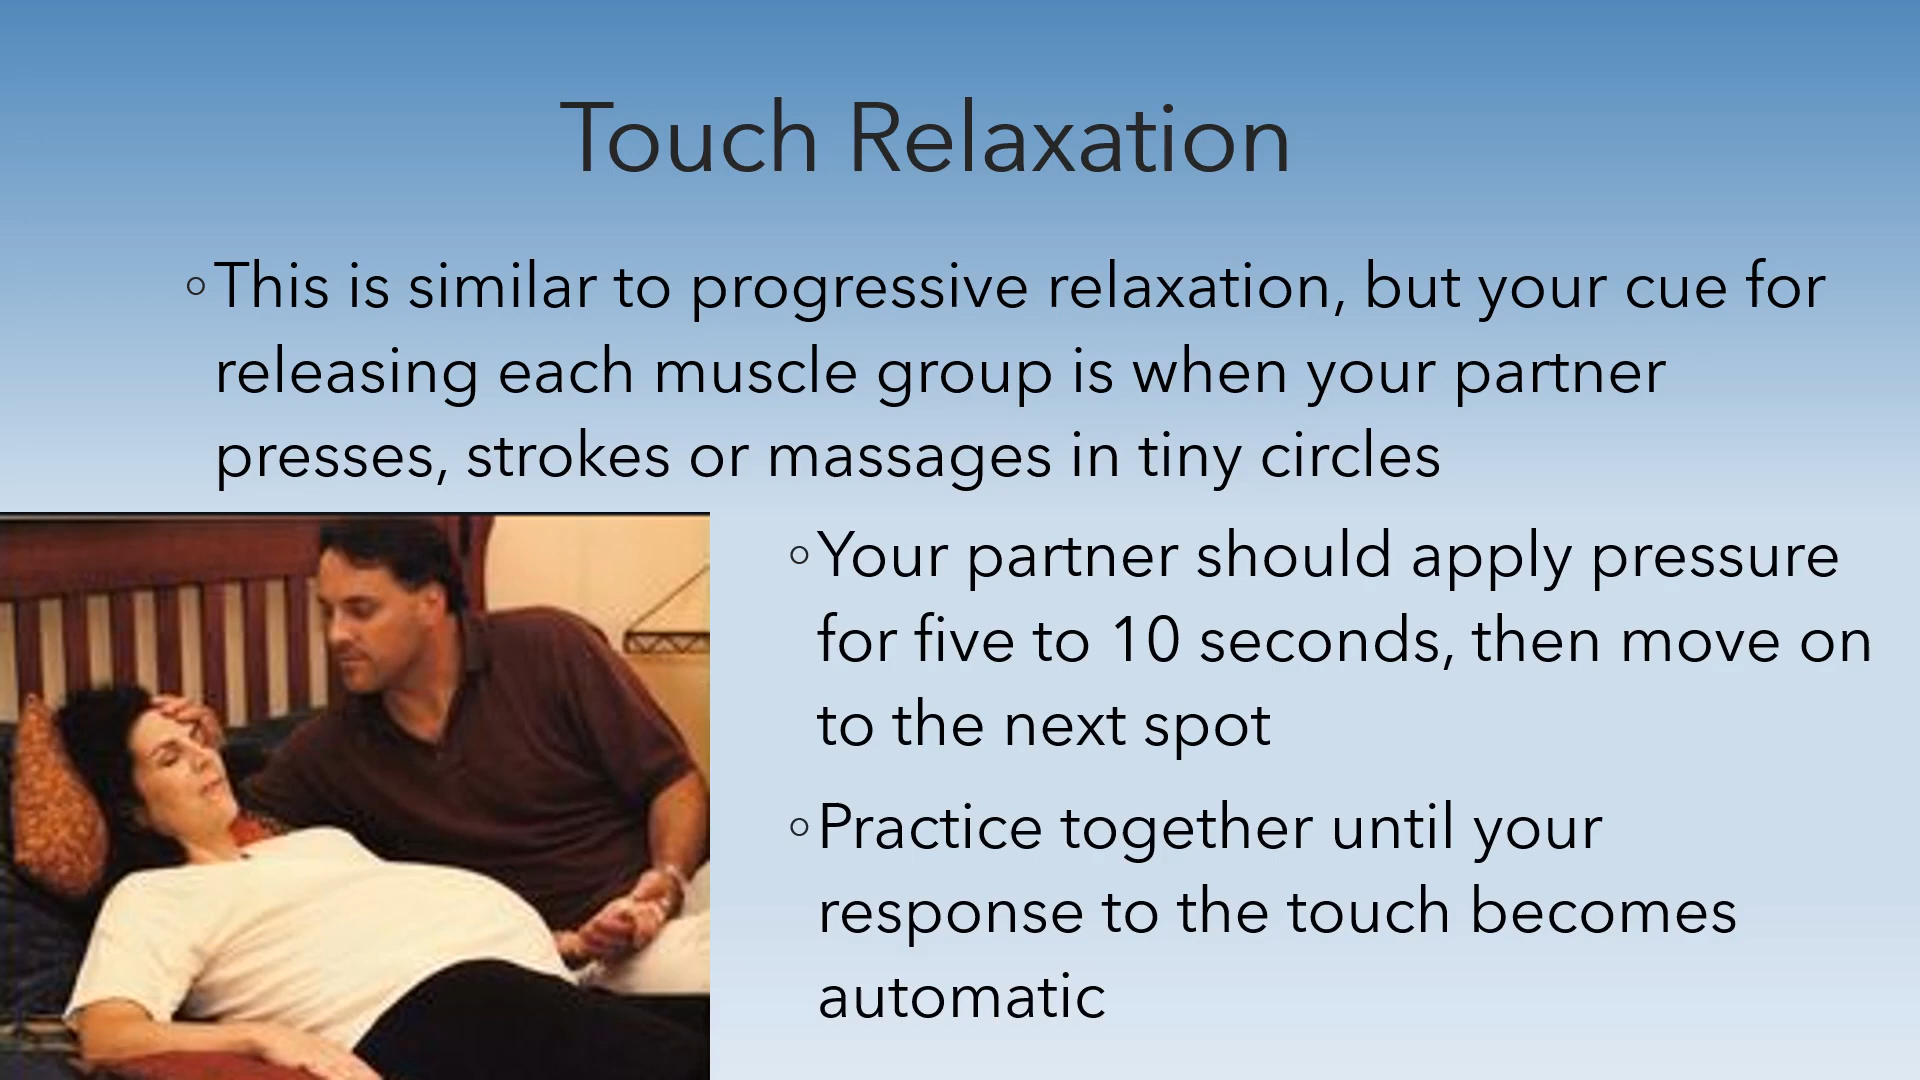 Touch Relaxation
◦This is similar to progressive relaxation, but your cue for
releasing each muscle group is when your partner
presses, strokes or massages in tiny circles
◦Your partner should apply pressure
for five to 10 seconds, then move on
to the next spot
◦Practice together until your
response to the touch becomes
automatic